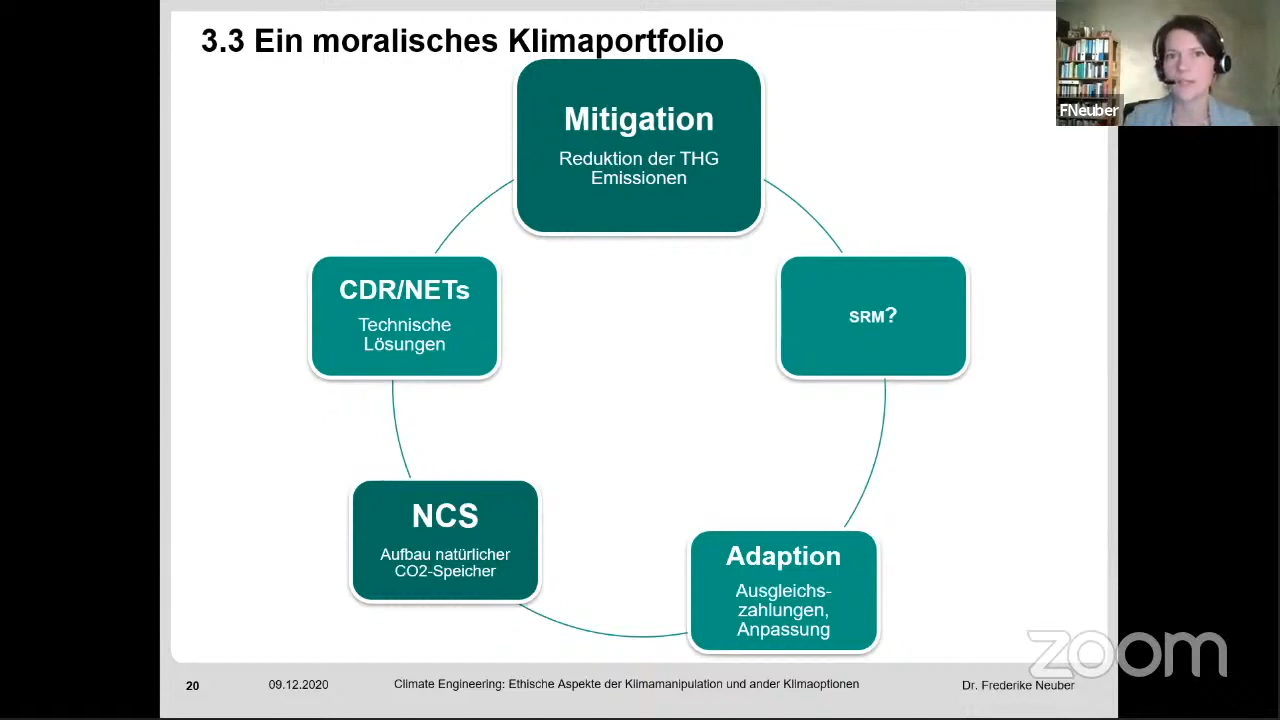 3.3 Ein moralisches Klimaportfolio
FNeuber
Mitigation
Reduktion der THG
Emissionen
CDR/NETs
Technische
Lösungen
SRM?
NCS
Aufbau natürlicher
CO2-Speicher
Adaption
Ausgleichs-
zahlungen,
Anpassung
zoom
20
09.12.2020
Climate Engineering: Ethische Aspekte der Klimamanipulation und ander Klimaoptionen
Dr. Frederike Neuber